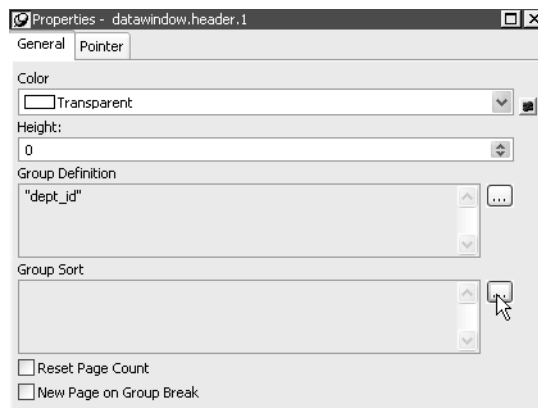 Properties - datawindow.header.1
General Pointer
Color
Transparent
Height:
0
Group Definition
"dept_id"
...
Group Sort
...
Reset Page Count
New Page on Group Break